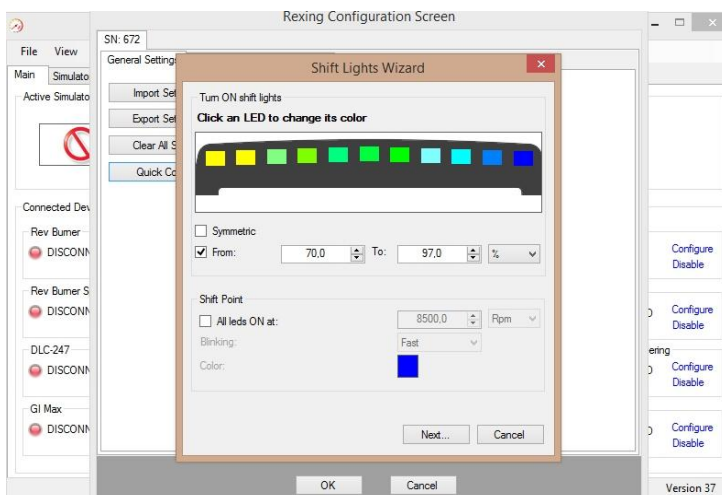 Rexing Configuration Screen
SN: 672
File View
General Settings
Main Simulato
Shift Lights Wizard
Active Simulato
Import Set
Export Set
Clear All S
Quick Co
Turn ON shift lights
Click an LED to change its color
Symmetric
From: 70,0 To: 97,0 %
Connected Dev
Rev Burner
DISCONN
Configure
Disable
Shift Point
All leds ON at: 8500,0 Rpm
Blinking: Fast
Color:
Rev Burner S
DISCONN
Configure
Disable
DLC-247
ering
DISCONN
Configure
Disable
GI Max
DISCONN
Configure
Disable
Next... Cancel
OK Cancel
Version 37